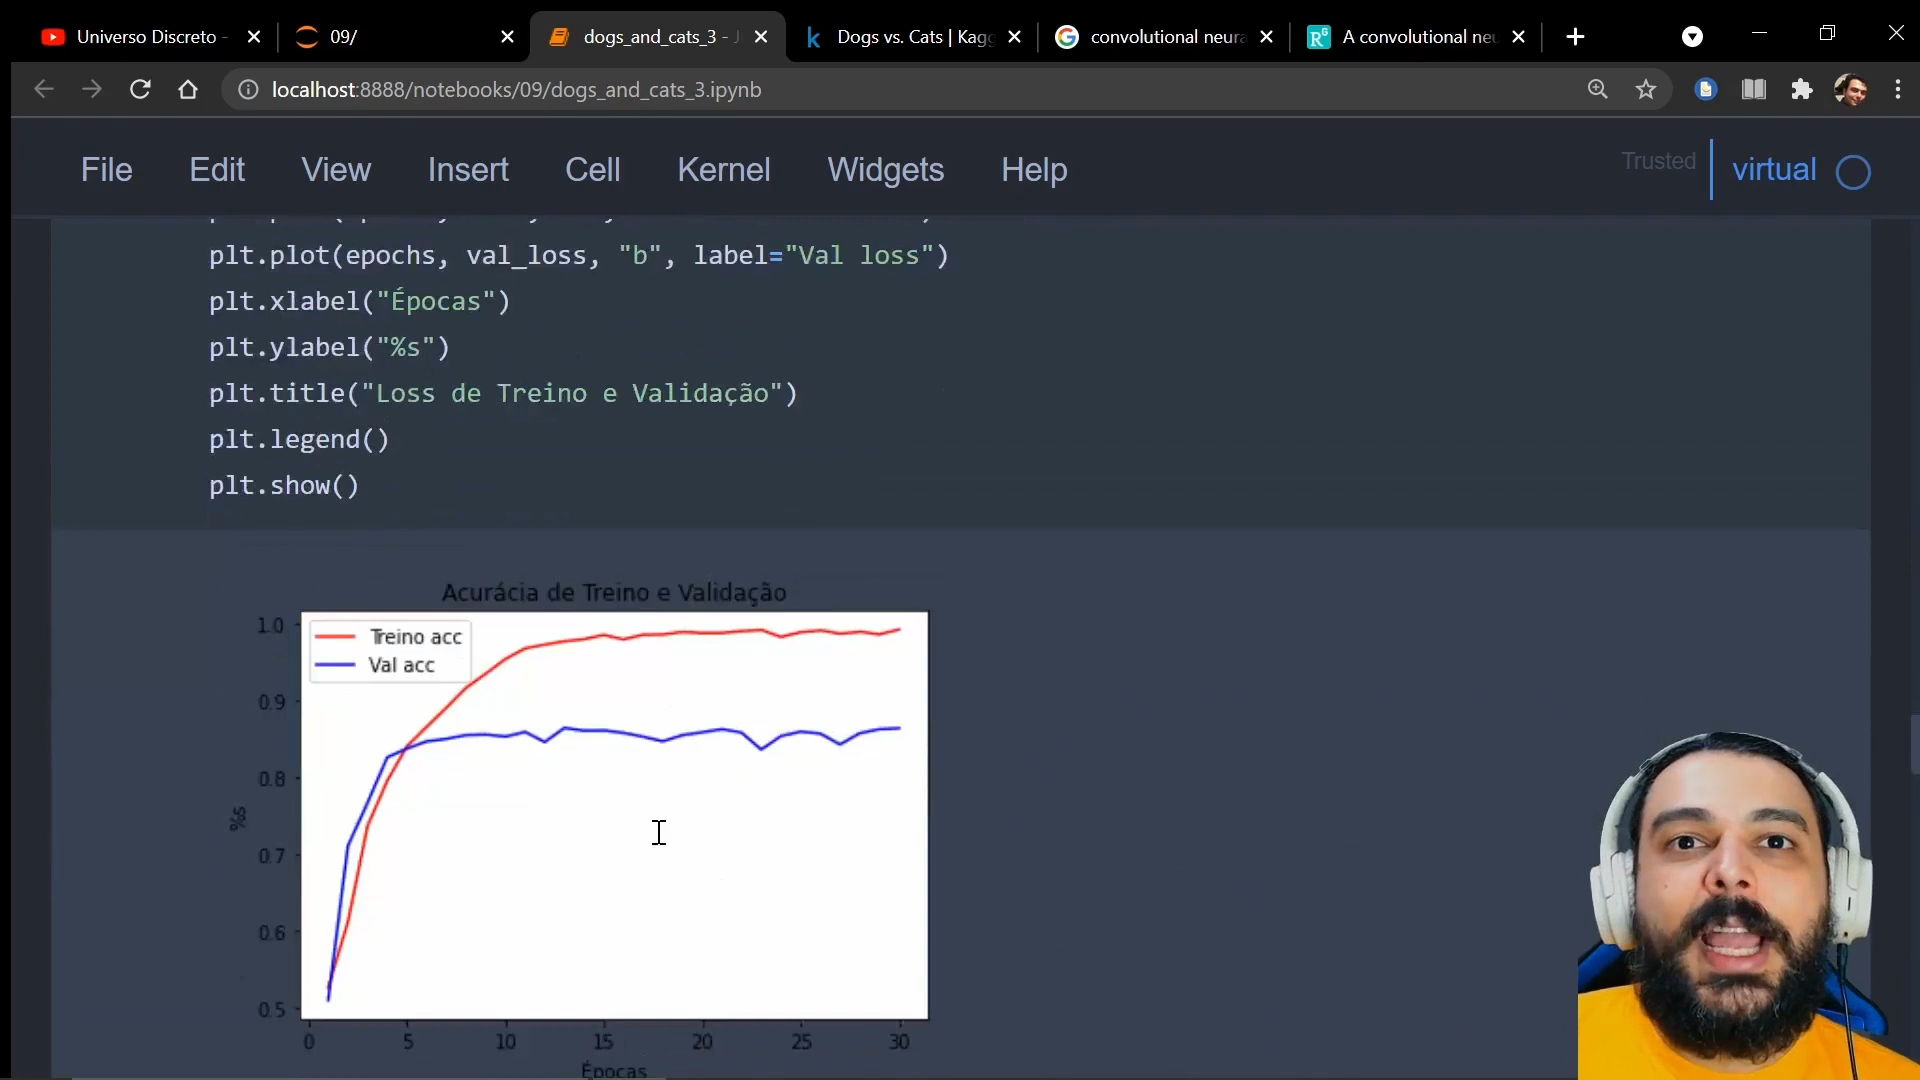 Universo Discreto -
09/
dogs_and_cats_3 - J
Dogs vs. Cats | Kagg
convolutional neura
A convolutional neu
localhost:8888/notebooks/09/dogs_and_cats_3.ipynb
File Edit View Insert Cell Kernel Widgets Help
Trusted
virtual
plt.plot(epochs, val_loss, "b", label="Val loss")
plt.xlabel("Épocas")
plt.ylabel("%s")
plt.title("Loss de Treino e Validação")
plt.legend()
plt.show()
Acurácia de Treino e Validação
Treino acc
Val acc
1.0
0.9
0.8
0.7
0.6
0.5
%s
0 5 10 15 20 25 30
Épocas